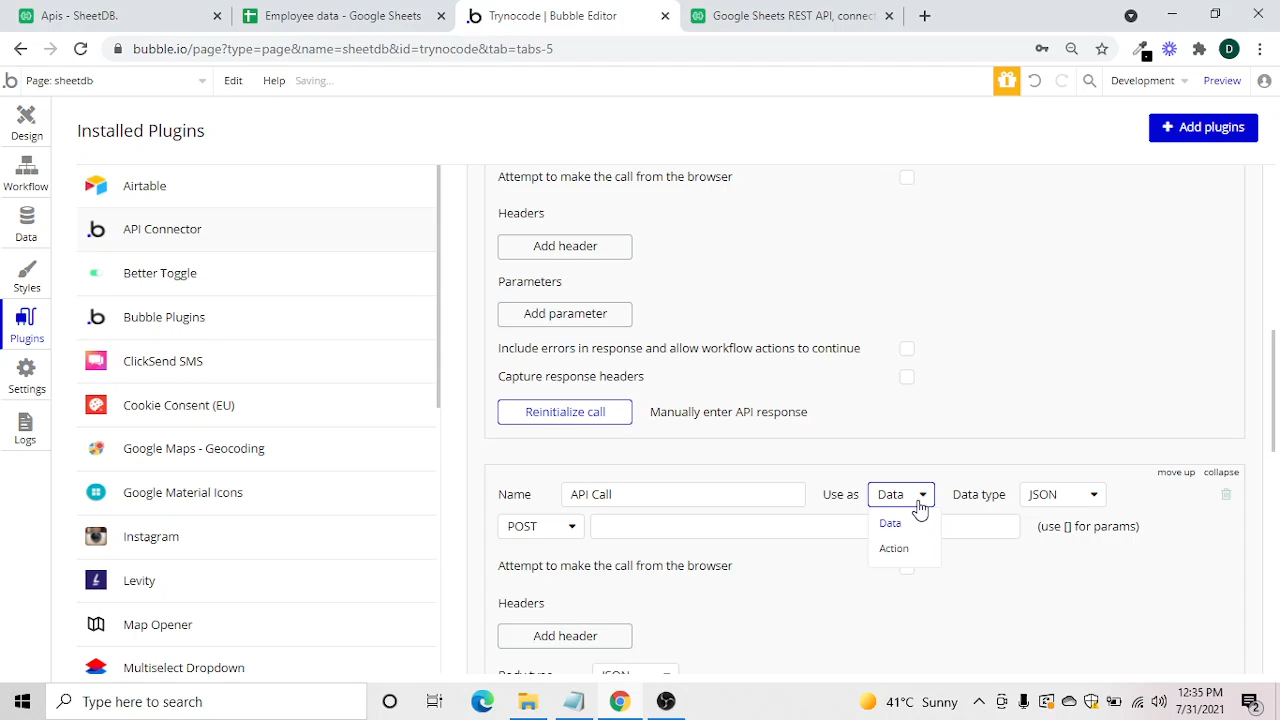 Apis - SheetDB
Employee data - Google Sheets
Trynocode | Bubble Editor
Google Sheets REST API, connect
bubble.io/page?type=page&name=sheetdb&id=trynocode&tab=tabs-5
D
Page: sheetdb
Edit
Help
Saving...
Development
Preview
Design
Workflow
Data
Styles
Plugins
Settings
Logs
Installed Plugins
Add plugins
Airtable
API Connector
Better Toggle
Bubble Plugins
ClickSend SMS
Cookie Consent (EU)
Google Maps - Geocoding
Google Material Icons
Instagram
Levity
Map Opener
Multiselect Dropdown
Attempt to make the call from the browser
Headers
Add header
Parameters
Add parameter
Include errors in response and allow workflow actions to continue
Capture response headers
Reinitialize call
Manually enter API response
move up
collapse
Name
API Call
Use as
Data
Data type
JSON
POST
(use [] for params)
Data
Action
Attempt to make the call from the browser
Headers
Add header
Body type
JSON
Type here to search
41°C Sunny
12:35 PM
7/31/2021
2